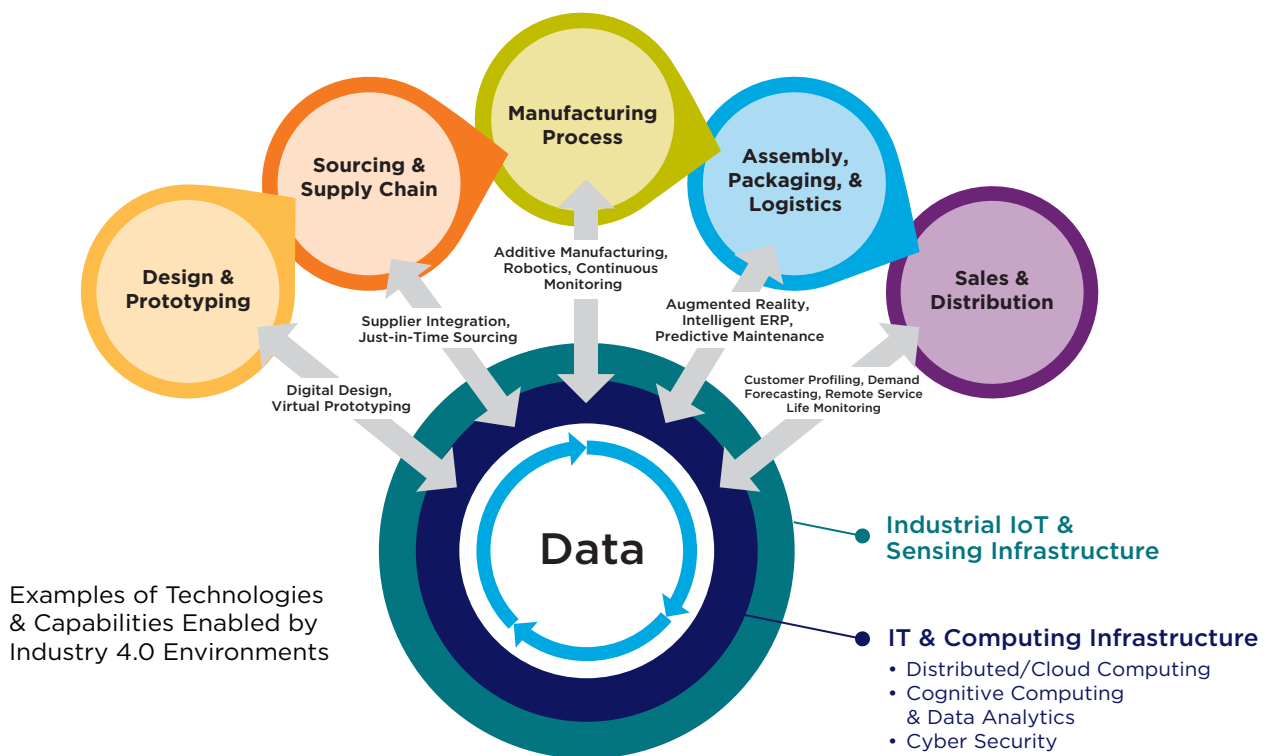 Manufacturing
Process
Sourcing &
Supply Chain
Assembly,
Packaging, &
Logistics
Design &
Prototyping
Sales &
Distribution
Additive Manufacturing,
Robotics, Continuous
Monitoring
Supplier Integration,
Just-in-Time Sourcing
Augmented Reality,
Intelligent ERP,
Predictive Maintenance
Digital Design,
Virtual Prototyping
Customer Profiling, Demand
Forecasting, Remote Service
Life Monitoring
Data
Industrial IoT &
Sensing Infrastructure
Examples of Technologies
& Capabilities Enabled by
Industry 4.0 Environments
IT & Computing Infrastructure
• Distributed/Cloud Computing
• Cognitive Computing
& Data Analytics
• Cyber Security